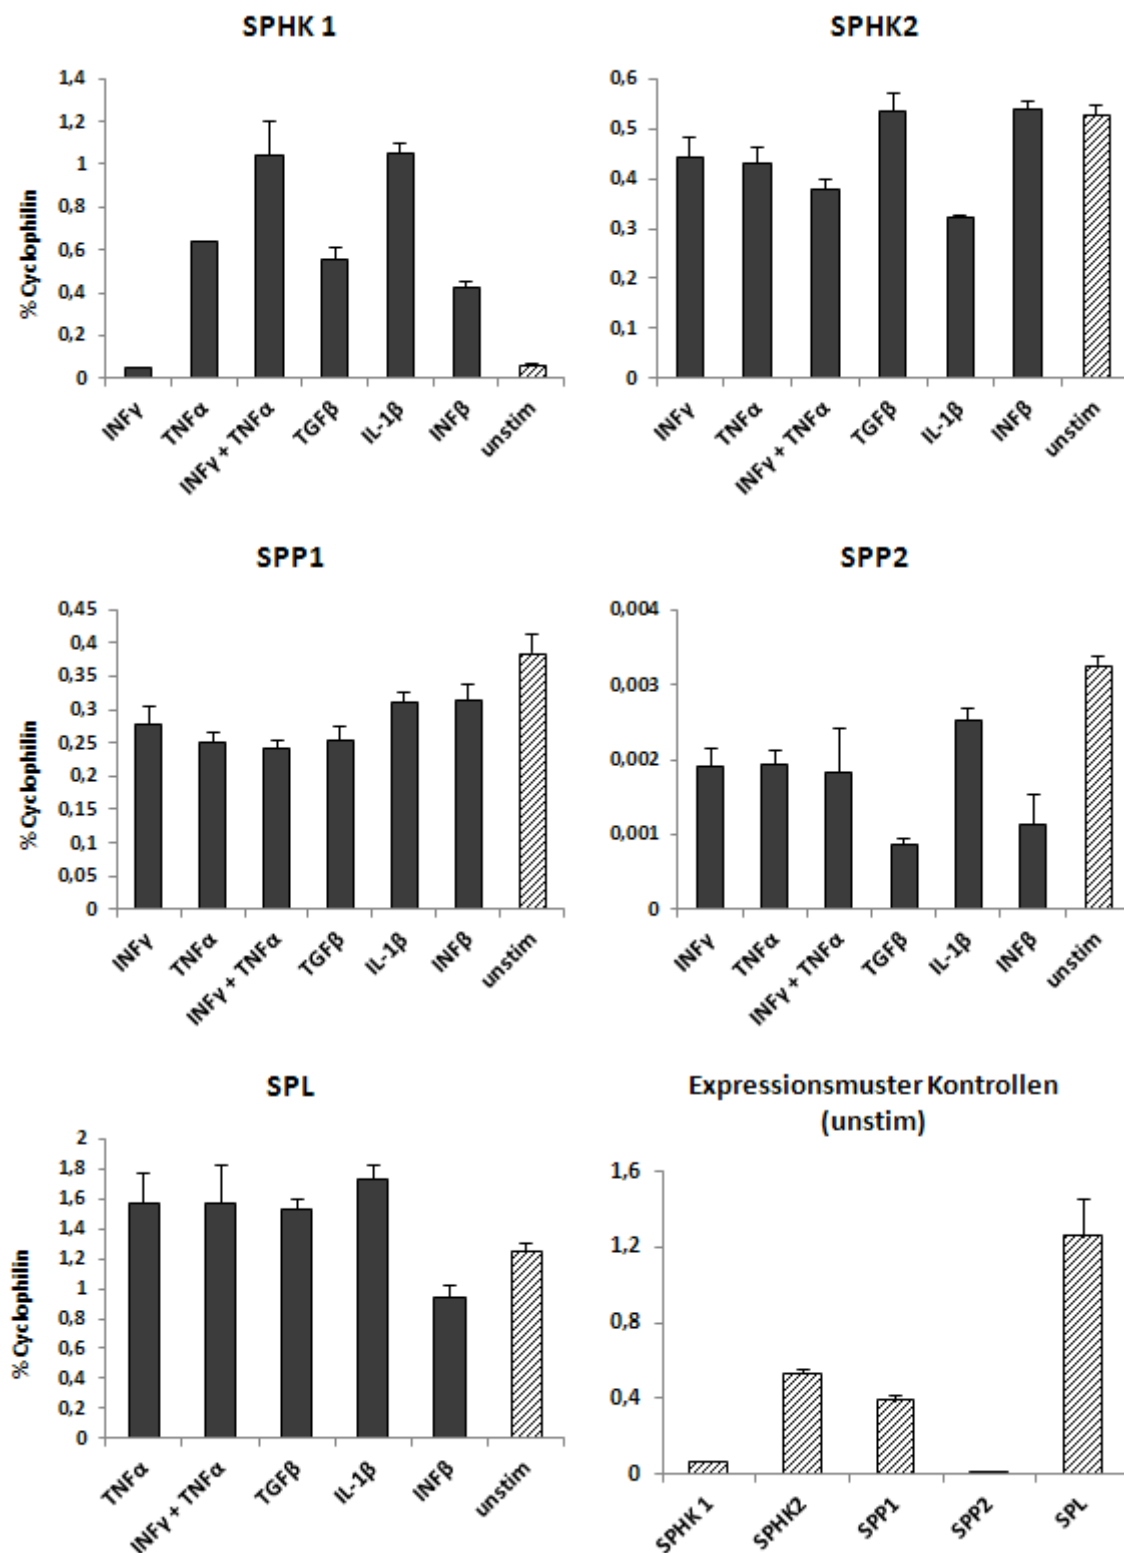 SPHK 1
% Cyclophilin
1,4
1,2
1
0,8
0,6
0,4
0,2
0
INFγ
TNFα
INFγ + TNFα
TGFβ
IL-1β
INFβ
unstim
SPHK2
0,6
0,5
0,4
0,3
0,2
0,1
0
INFγ
TNFα
INFγ + TNFα
TGFβ
IL-1β
INFβ
unstim
SPP1
% Cyclophilin
0,45
0,4
0,35
0,3
0,25
0,2
0,15
0,1
0,05
0
INFγ
TNFα
INFγ + TNFα
TGFβ
IL-1β
INFβ
unstim
SPP2
0,004
0,003
0,002
0,001
0
INFγ
TNFα
INFγ + TNFα
TGFβ
IL-1β
INFβ
unstim
SPL
% Cyclophilin
2
1,8
1,6
1,4
1,2
1
0,8
0,6
0,4
0,2
0
TNFα
INFγ + TNFα
TGFβ
IL-1β
INFβ
unstim
Expressionsmuster Kontrollen
(unstim)
1,6
1,2
0,8
0,4
0
SPHK 1
SPHK2
SPP1
SPP2
SPL